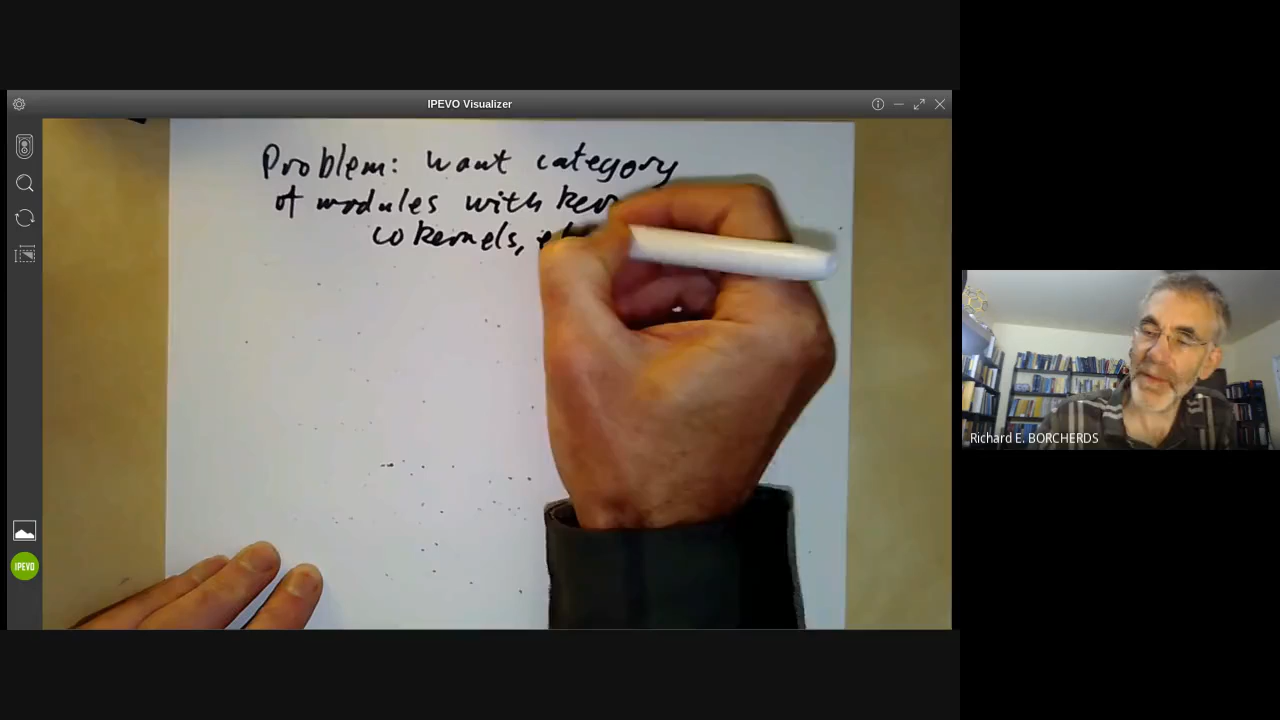 IPEVO Visualizer
Problem: want category
of modules with
cokernels,
IPEVO
Richard E. BORCHERDS